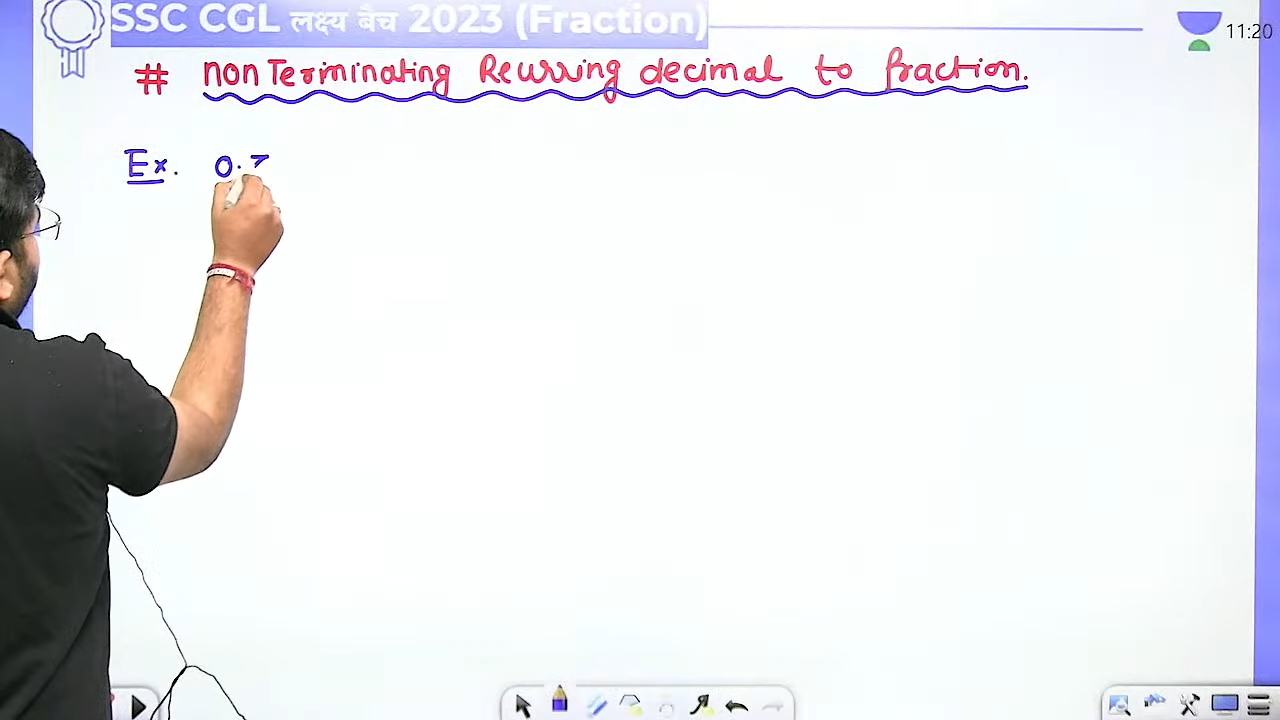 SSC CGL लक्ष्य बैच 2023 (Fraction)
11:20
# non Terminating Recurring decimal to fraction.
Ex. 0.